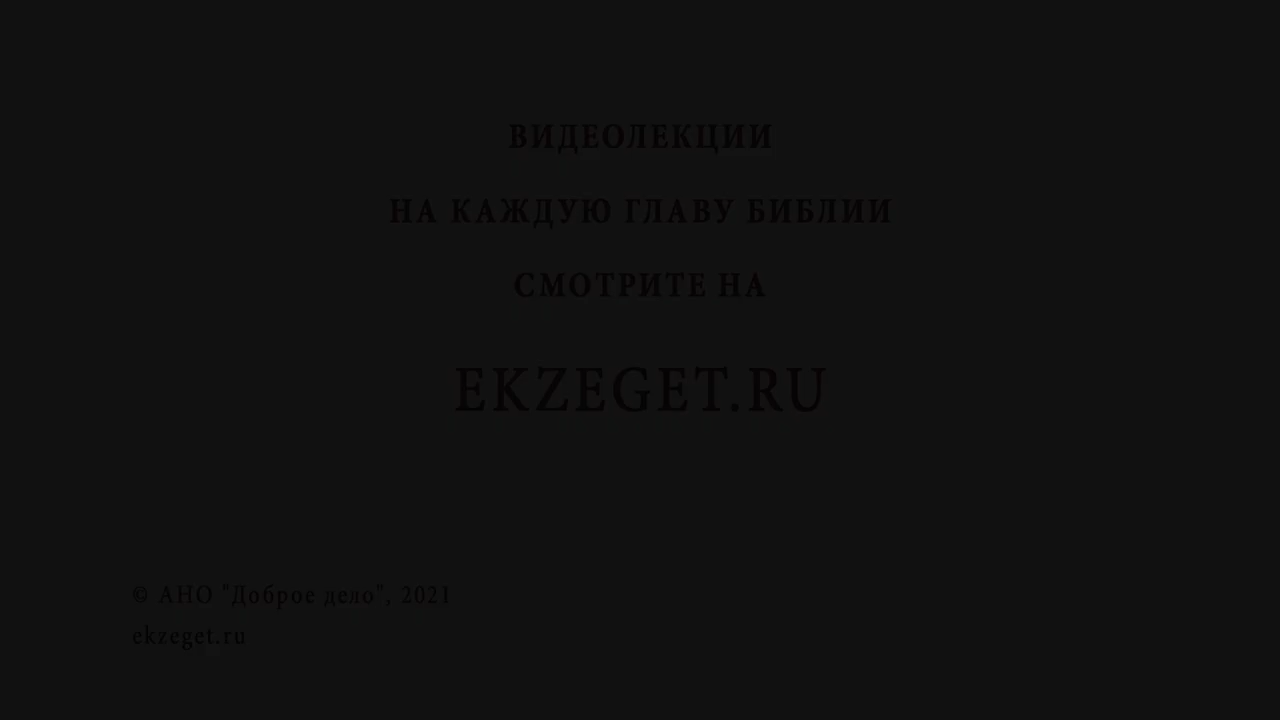 ВИДЕОЛЕКЦИИ
НА КАЖДУЮ ГЛАВУ БИБЛИИ
СМОТРИТЕ НА
EKZEGET.RU
© АНО "Доброе дело", 2021
ekzeget.ru